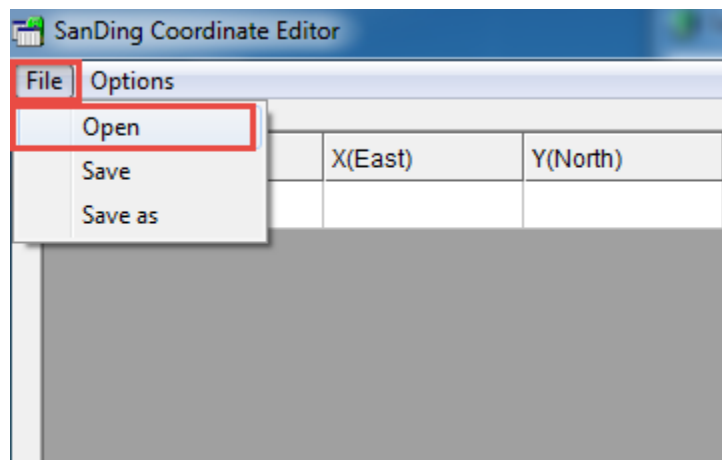 SanDing Coordinate Editor
File Options
Open
Save
Save as
X(East) Y(North)